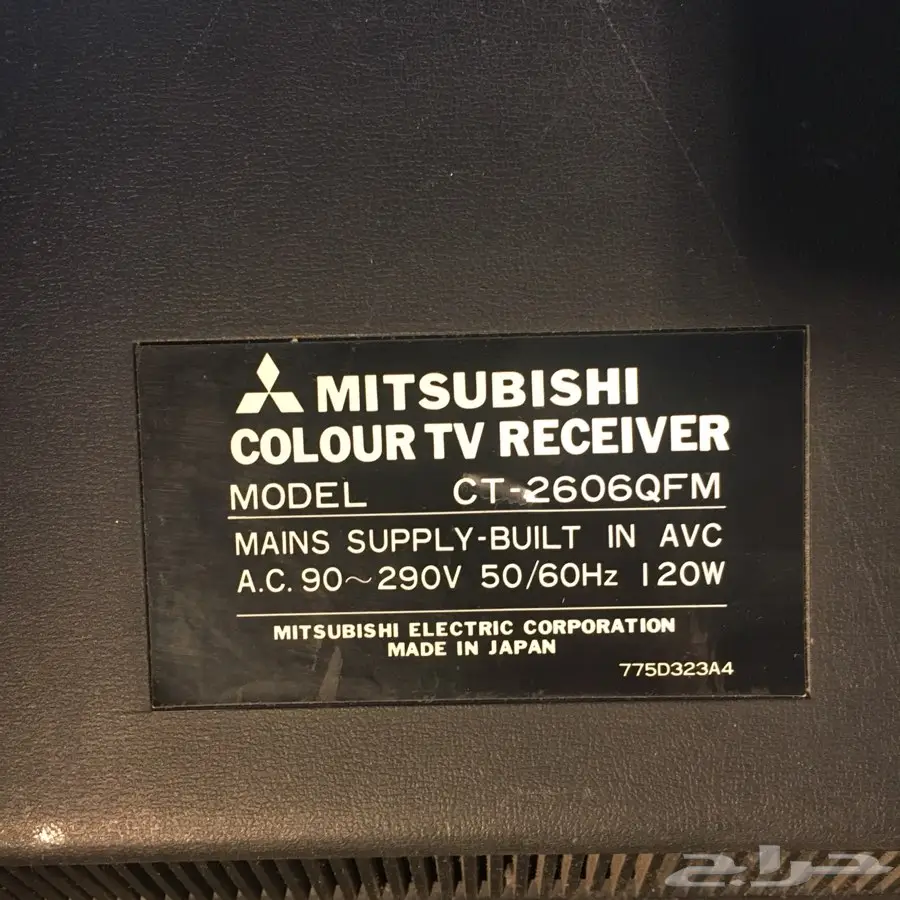 MITSUBISHI
COLOUR TV RECEIVER
MODEL CT-2606QFM
MAINS SUPPLY-BUILT IN AVC
A.C. 90~290V 50/60Hz 120W
MITSUBISHI ELECTRIC CORPORATION
MADE IN JAPAN
775D323A4
حراج